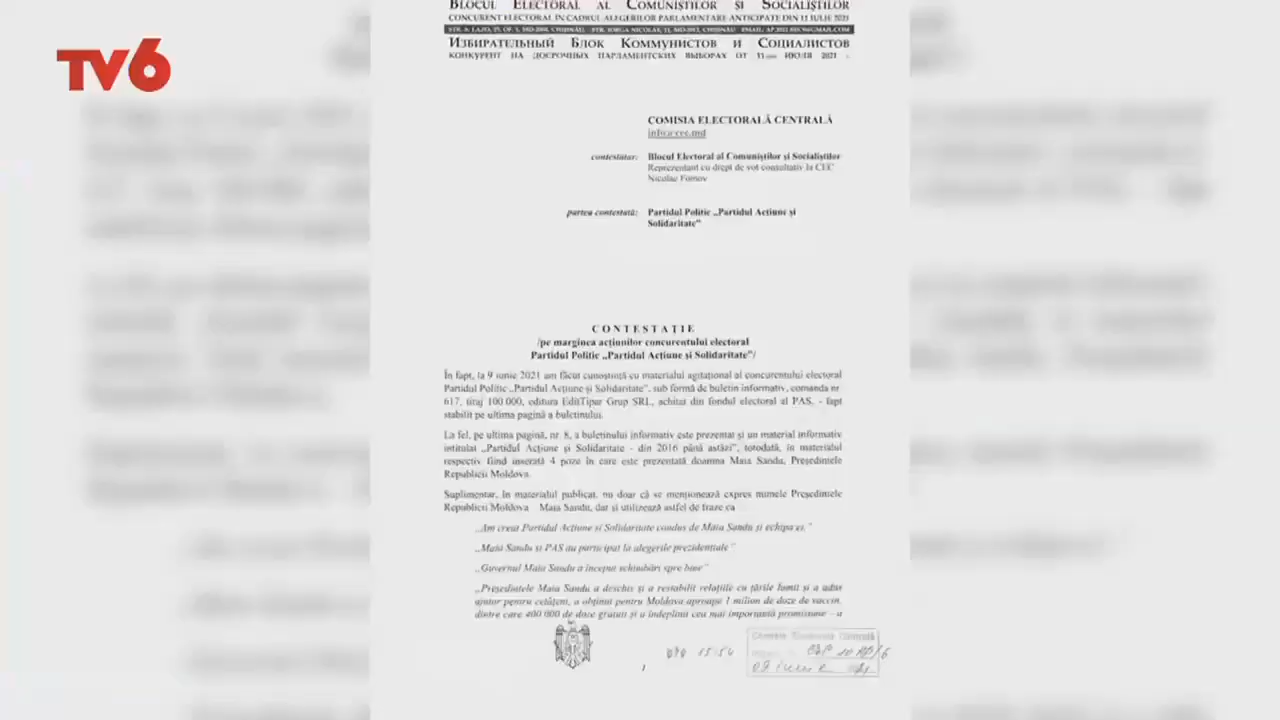 TV6
BLOCUL ELECTORAL AL COMUNIȘTILOR ȘI SOCIALIȘTILOR
CONCURENT ELECTORAL ÎN CADRUL ALEGERILOR PARLAMENTARE ANTICIPATE DIN 11 IULIE 2021
ИЗБИРАТЕЛЬНЫЙ БЛОК КОММУНИСТОВ И СОЦИАЛИСТОВ
КОНКУРЕНТ НА ДОСРОЧНЫХ ПАРЛАМЕНТСКИХ ВЫБОРАХ ОТ 11 ИЮЛЯ 2021
COMISIA ELECTORALĂ CENTRALĂ
info@cec.md
contestatar: Blocul Electoral al Comuniștilor și Socialiștilor
Reprezentant cu drept de vot consultativ la CEC
Nicolae
partea contestată: Partidul Politic „Partidul Acțiune și
Solidaritate”
CONTESTAȚIE
/pe marginea acțiunilor concurentului electoral
Partidul Politic „Partidul Acțiune și Solidaritate”/
În fapt, la 9 iunie 2021 am făcut cunoștință cu materialul agitațional al concurentului electoral
Partidul Politic „Partidul Acțiune și Solidaritate”, sub formă de buletin informativ, comanda nr.
617, tiraj 100 000, editura EditTipar Grup SRL, achitat din fondul electoral al PAS, - fapt
stabilit pe ultima pagină a buletinului.
La fel, pe ultima pagină, nr. 8, a buletinului informativ este prezentat și un material informativ
intitulat „Partidul Acțiune și Solidaritate - din 2016 până astăzi”, totodată, în materialul
respectiv fiind inserată 4 poze în care este prezentată doamna Maia Sandu, Președintele
Republicii Moldova.
Suplimentar, în materialul publicat, nu doar că se menționează expres numele Președintelui
Republicii Moldova Maia Sandu, dar și utilizează astfel de fraze ca
„Am creat Partidul Acțiune și Solidaritate condus de Maia Sandu și echipa ei.”
„Maia Sandu și PAS au participat la alegerile prezidențiale”
„Guvernul Maia Sandu a început schimbări spre bine”
„Președintele Maia Sandu a deschis și a restabilit relațiile cu țările lumii și a adus
ajutor pentru cetățeni, a obținut pentru Moldova aproape 1 milion de doze de vaccin,
dintre care 400 000 de doze gratuit și a îndeplinit cea mai importantă promisiune – a
1
15:54
Comisia Electorală Centrală
09 iunie